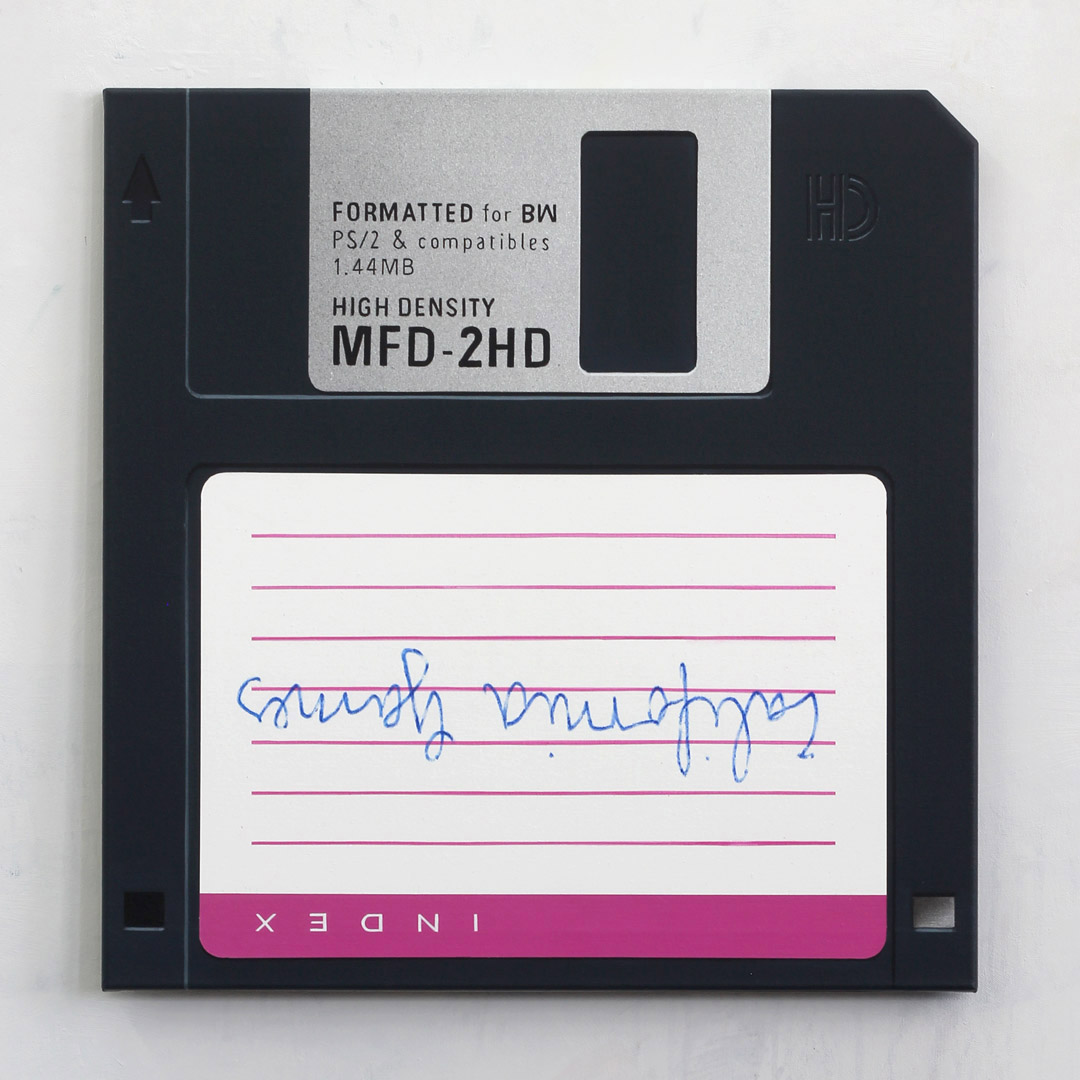 FORMATTED for BW
PS/2 & compatibles
1.44MB
HIGH DENSITY
MFD-2HD
HD
California Games
INDEX